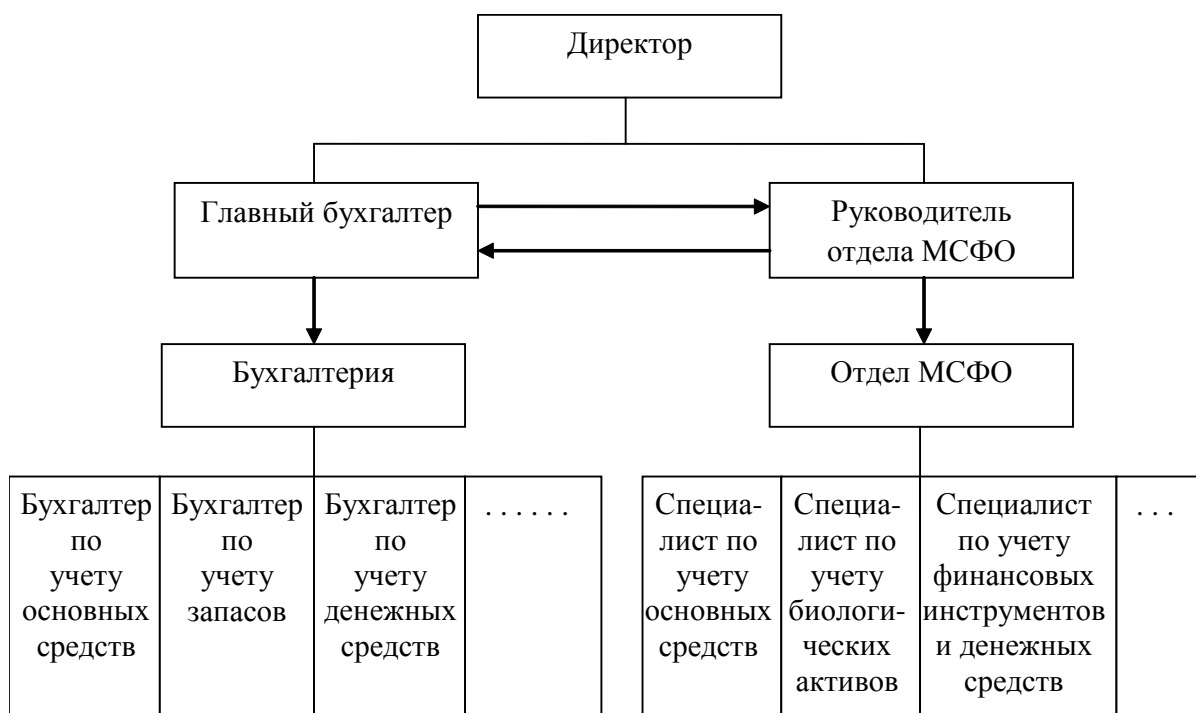 Директор
Главный бухгалтер
Руководитель
отдела МСФО
Бухгалтерия
Отдел МСФО
Бухгалтер
по
учету
основных
средств
Бухгалтер
по
учету
запасов
Бухгалтер
по
учету
денежных
средств
. . . . . .
Специа-
лист по
учету
основных
средств
Специа-
лист по
учету
биологи-
ческих
активов
Специалист
по учету
финансовых
инструментов
и денежных
средств
. . .